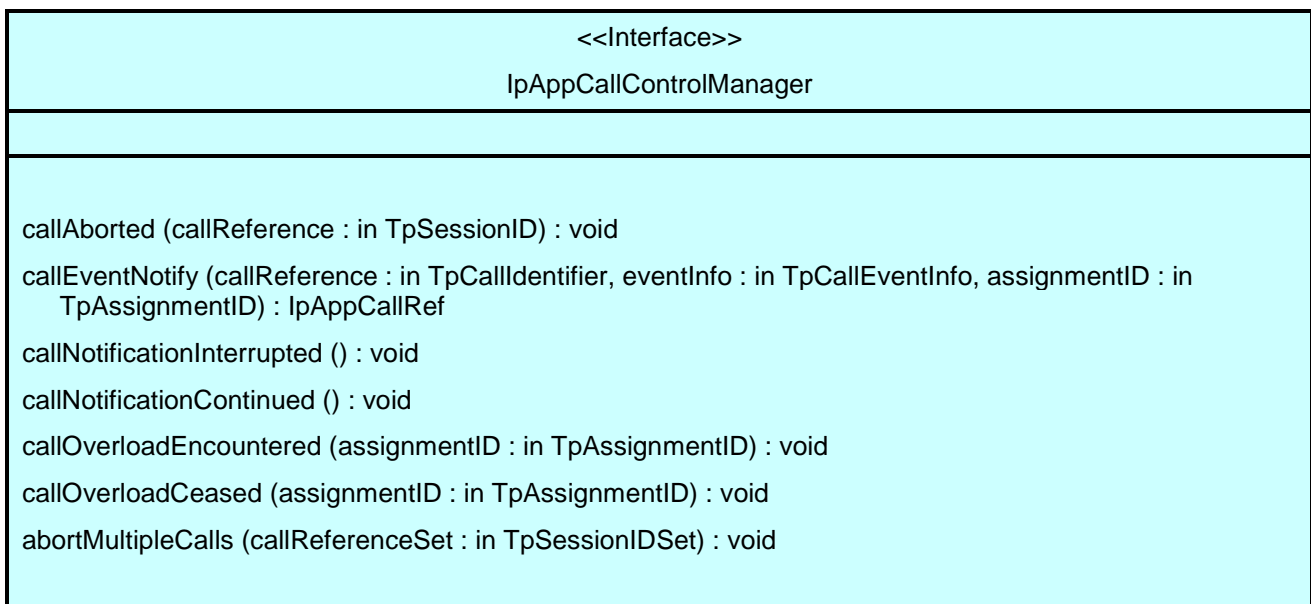 <<Interface>>
IpAppCallControlManager
callAborted (callReference : in TpSessionID) : void
callEventNotify (callReference : in TpCallIdentifier, eventInfo : in TpCallEventInfo, assignmentID : in
TpAssignmentID) : IpAppCallRef
callNotificationInterrupted () : void
callNotificationContinued () : void
callOverloadEncountered (assignmentID : in TpAssignmentID) : void
callOverloadCeased (assignmentID : in TpAssignmentID) : void
abortMultipleCalls (callReferenceSet : in TpSessionIDSet) : void